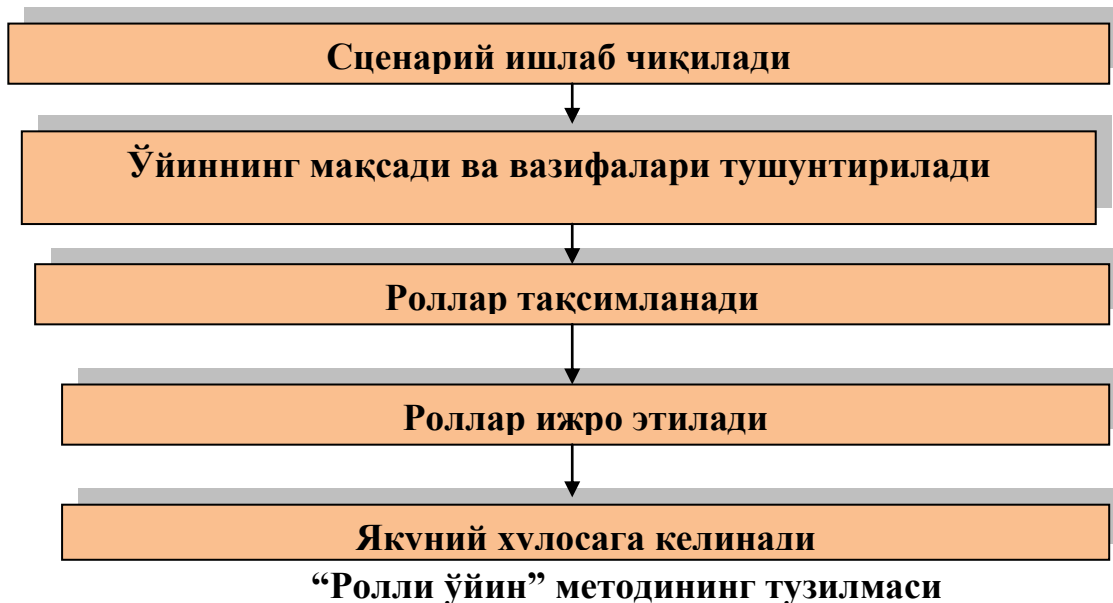 Сценарий ишлаб чиқилади
Ўйиннинг мақсади ва вазифалари тушунтирилади
Роллар тақсимланади
Роллар ижро этилади
Якуний хулосага келинади
“Ролли ўйин” методининг тузилмаси